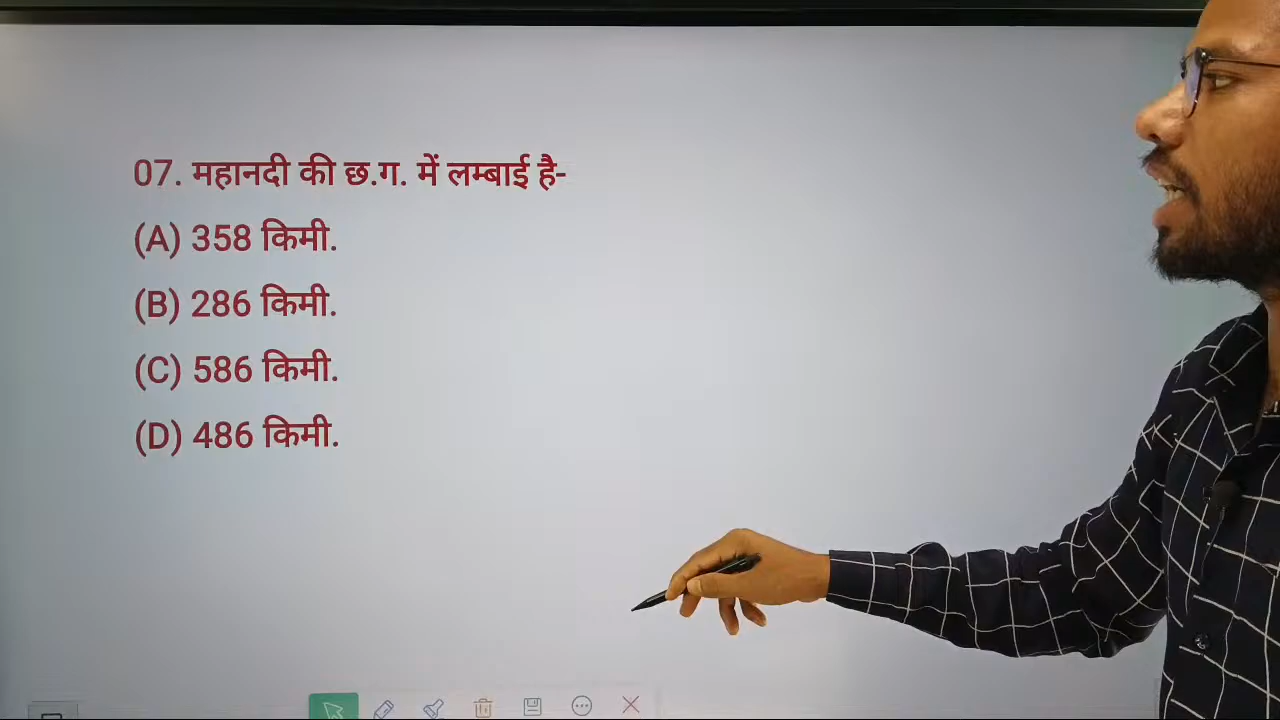 07. महानदी की छ.ग. में लम्बाई है-
(A) 358 किमी.
(B) 286 किमी.
(C) 586 किमी.
(D) 486 किमी.